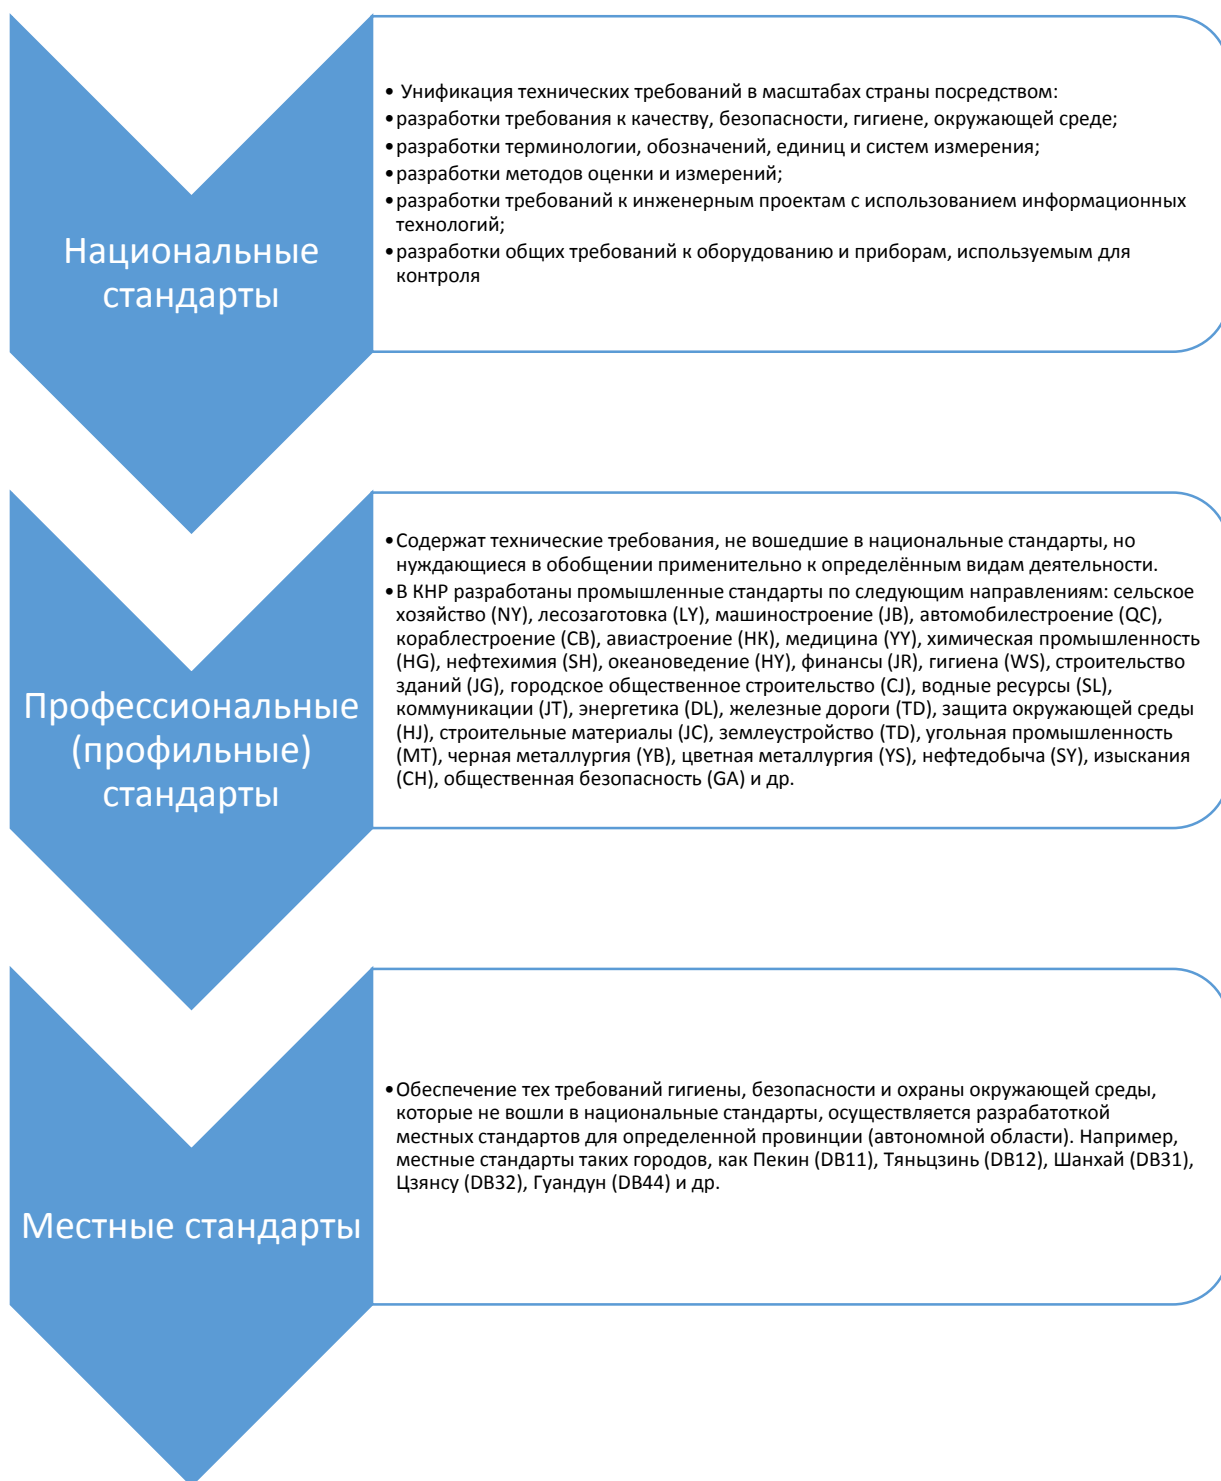 Национальные
стандарты
• Унификация технических требований в масштабах страны посредством:
•разработки требования к качеству, безопасности, гигиене, окружающей среде;
•разработки терминологии, обозначений, единиц и систем измерения;
•разработки методов оценки и измерений;
•разработки требований к инженерным проектам с использованием информационных
технологий;
•разработки общих требований к оборудованию и приборам, используемым для
контроля
Профессиональные
(профильные)
стандарты
•Содержат технические требования, не вошедшие в национальные стандарты, но
нуждающиеся в обобщении применительно к определённым видам деятельности.
•В КНР разработаны промышленные стандарты по следующим направлениям: сельское
хозяйство (NY), лесозаготовка (LY), машиностроение (JB), автомобилестроение (QC),
кораблестроение (CB), авиастроение (НК), медицина (YY), химическая промышленность
(HG), нефтехимия (SH), океановедение (HY), финансы (JR), гигиена (WS), строительство
зданий (JG), городское общественное строительство (CJ), водные ресурсы (SL),
коммуникации (JT), энергетика (DL), железные дороги (TD), защита окружающей среды
(HJ), строительные материалы (JC), землеустройство (TD), угольная промышленность
(MT), черная металлургия (YB), цветная металлургия (YS), нефтедобыча (SY), изыскания
(CH), общественная безопасность (GA) и др.
Местные стандарты
•Обеспечение тех требований гигиены, безопасности и охраны окружающей среды,
которые не вошли в национальные стандарты, осуществляется разрабатоткой
местных стандартов для определенной провинции (автономной области). Например,
местные стандарты таких городов, как Пекин (DB11), Тяньцзинь (DB12), Шанхай (DB31),
Цзянсу (DB32), Гуандун (DB44) и др.